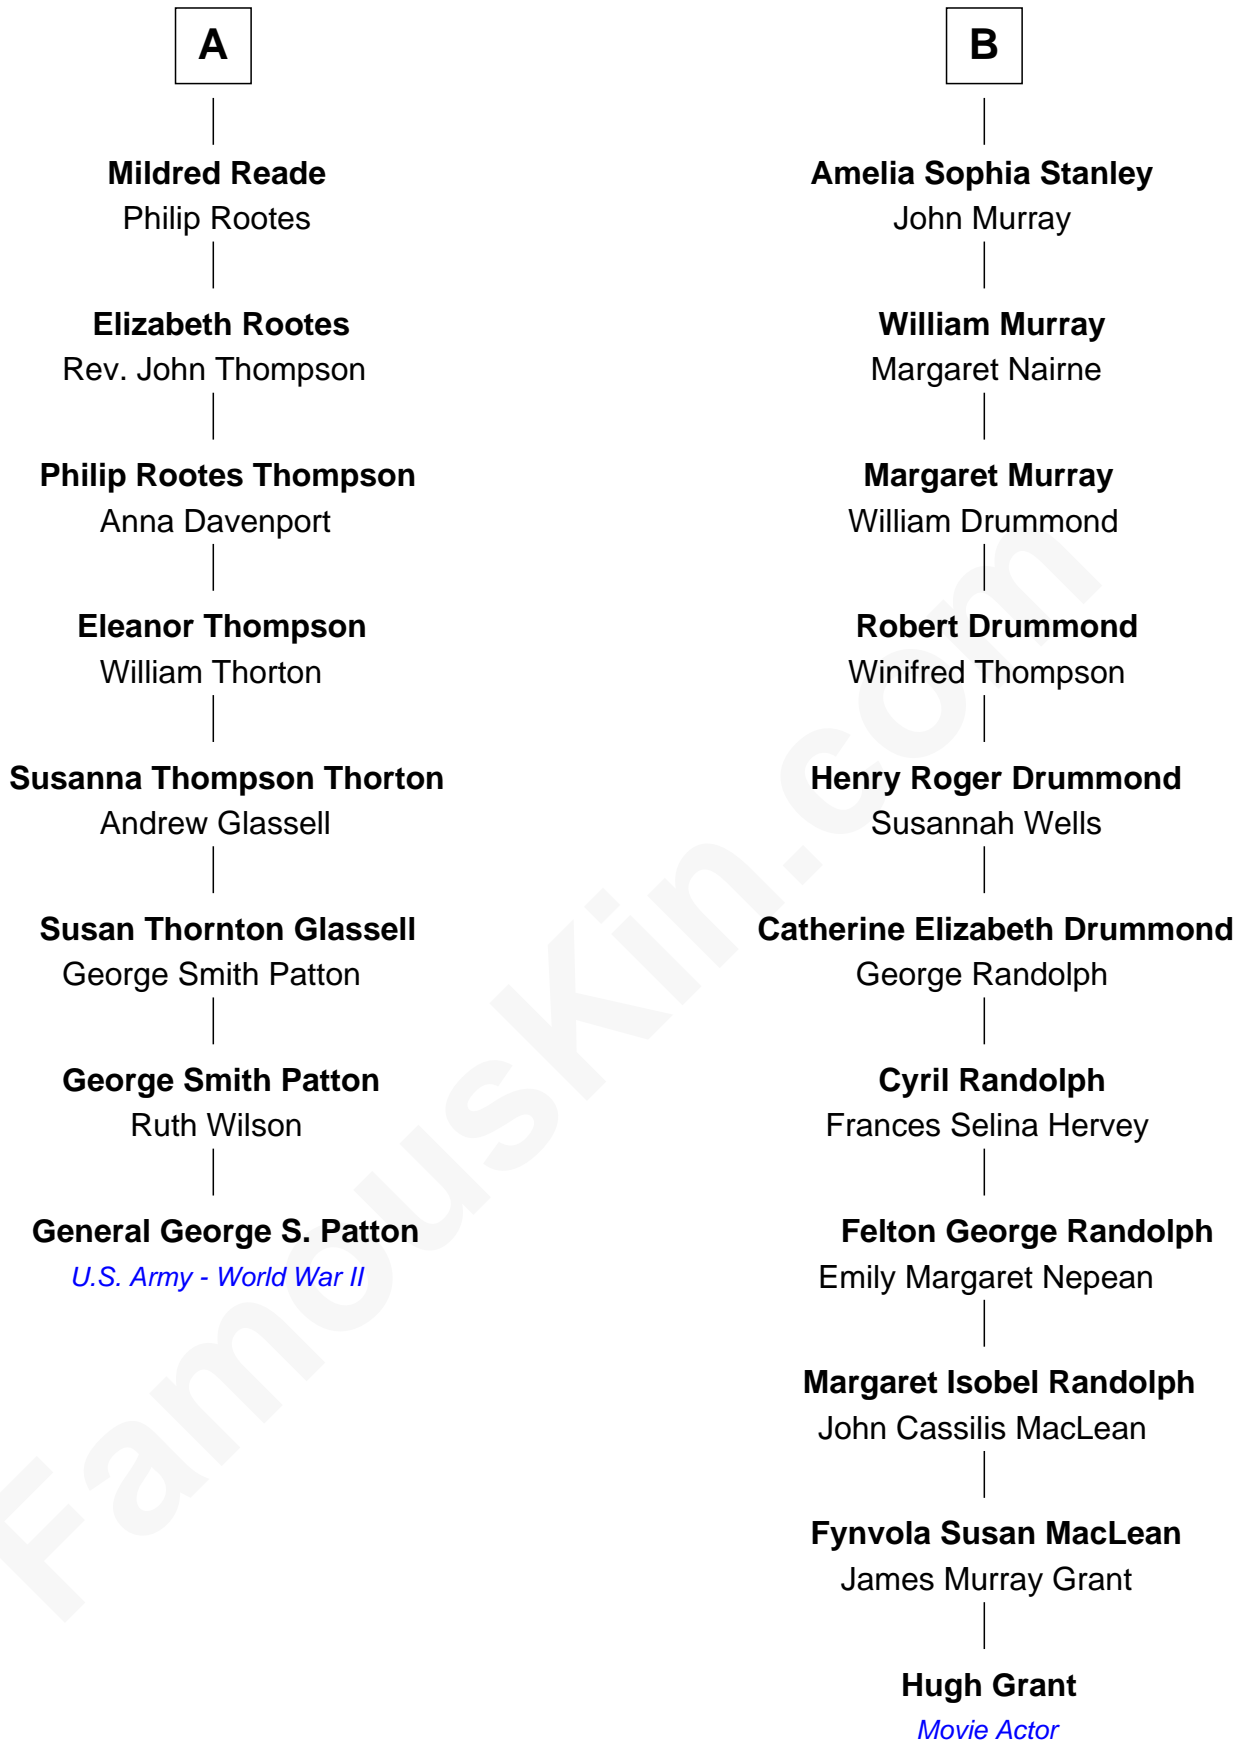 A
Mildred Reade
Philip Rootes
Elizabeth Rootes
Rev. John Thompson
Philip Rootes Thompson
Anna Davenport
Eleanor Thompson
William Thorton
Susanna Thompson Thorton
Andrew Glassell
Susan Thornton Glassell
George Smith Patton
George Smith Patton
Ruth Wilson
General George S. Patton
U.S. Army - World War II
B
Amelia Sophia Stanley
John Murray
William Murray
Margaret Nairne
Margaret Murray
William Drummond
Robert Drummond
Winifred Thompson
Henry Roger Drummond
Susannah Wells
Catherine Elizabeth Drummond
George Randolph
Cyril Randolph
Frances Selina Hervey
Felton George Randolph
Emily Margaret Nepean
Margaret Isobel Randolph
John Cassilis MacLean
Fynvola Susan MacLean
James Murray Grant
Hugh Grant
Movie Actor
FamousKin.com